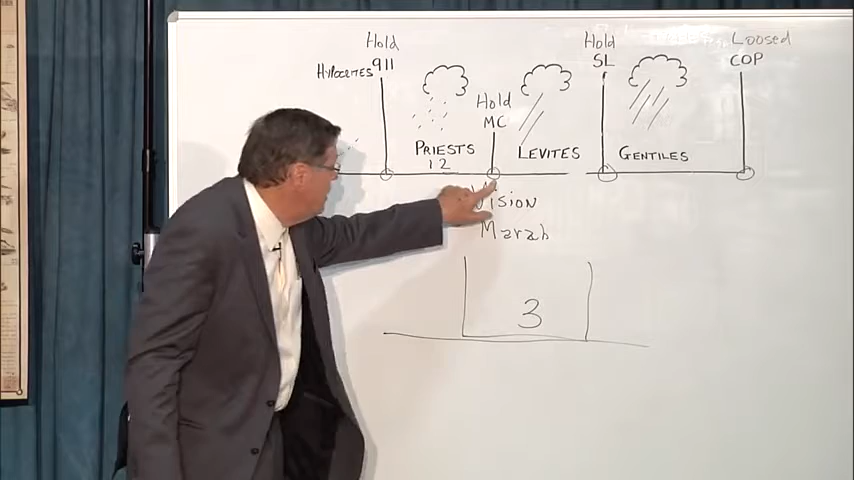 Hold
911
Hypocrites
Hold
MC
Hold
SL
Loosed
COP
PRIESTS
12
LEVITES
GENTILES
Vision
Marah
3